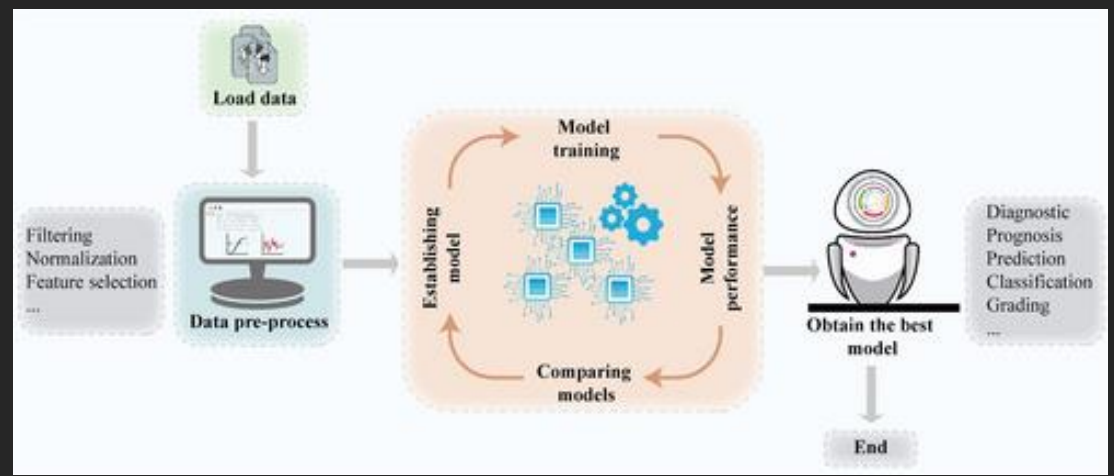 Load data
Filtering
Normalization
Feature selection
...
Data pre-process
Establishing
model
Model
training
Model
performance
Comparing
models
Obtain the best
model
Diagnostic
Prognosis
Prediction
Classification
Grading
...
End